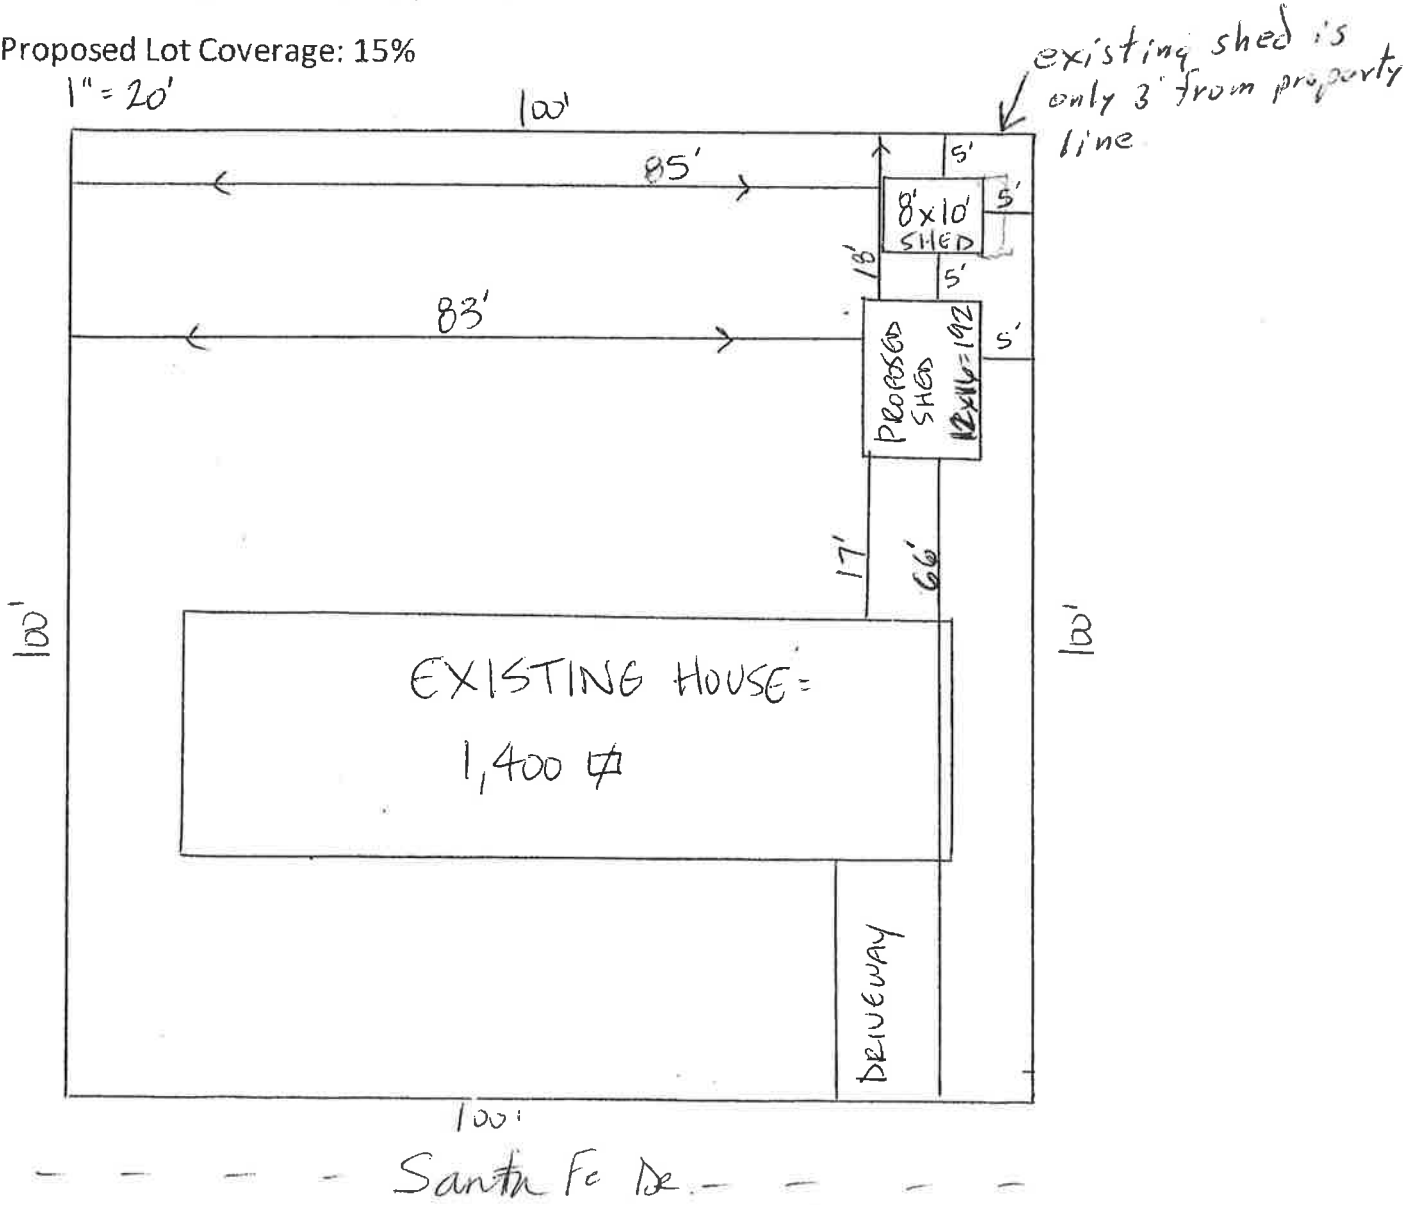 Proposed Lot Coverage: 15%
1" = 20'
existing shed is
only 3' from property
line
100'
85'
5'
8'x10'
SHED
5'
18'
5'
83'
PROPOSED
SHED
12x16=192
5'
17'
66'
100'
100'
EXISTING HOUSE =
1,400 ⏍
DRIVEWAY
100'
Santa Fe Dr.